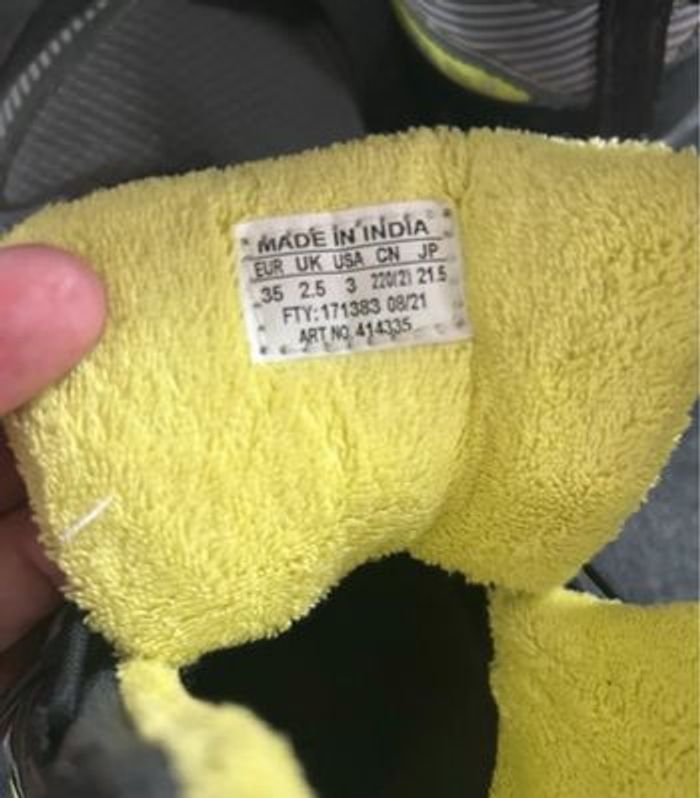 MADE IN INDIA
EUR UK USA CN JP
35 2.5 3 220/21 21.5
FTY:171383 08/21
ART NO. 414335